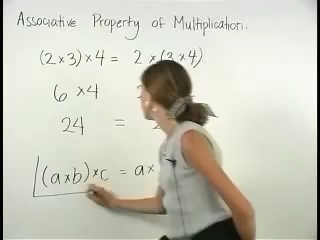 Associative Property of Multiplication.
(2×3)×4 = 2×(3×4)
6×4
24 =
(a×b)×c = a×